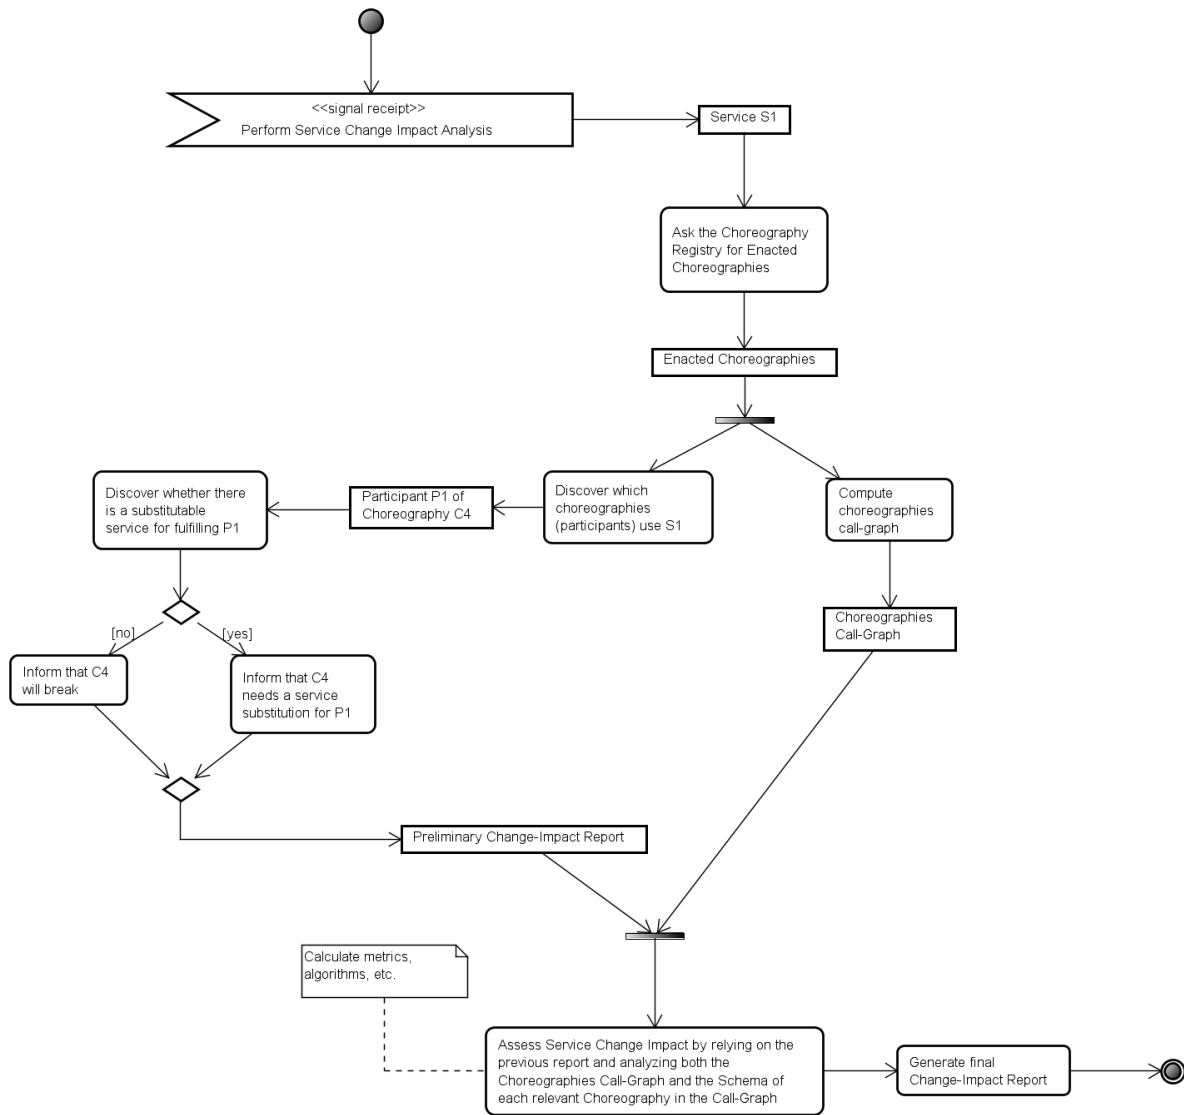 <<signal receipt>>
Perform Service Change Impact Analysis
Service S1
Ask the Choreography
Registry for Enacted
Choreographies
Enacted Choreographies
Discover whether there
is a substitutable
service for fulfilling P1
Participant P1 of
Choreography C4
Discover which
choreographies
(participants) use S1
Compute
choreographies
call-graph
Choreographies
Call-Graph
[no]
[yes]
Inform that C4
will break
Inform that C4
needs a service
substitution for P1
Preliminary Change-Impact Report
Calculate metrics,
algorithms, etc.
Assess Service Change Impact by relying on the
previous report and analyzing both the
Choreographies Call-Graph and the Schema of
each relevant Choreography in the Call-Graph
Generate final
Change-Impact Report